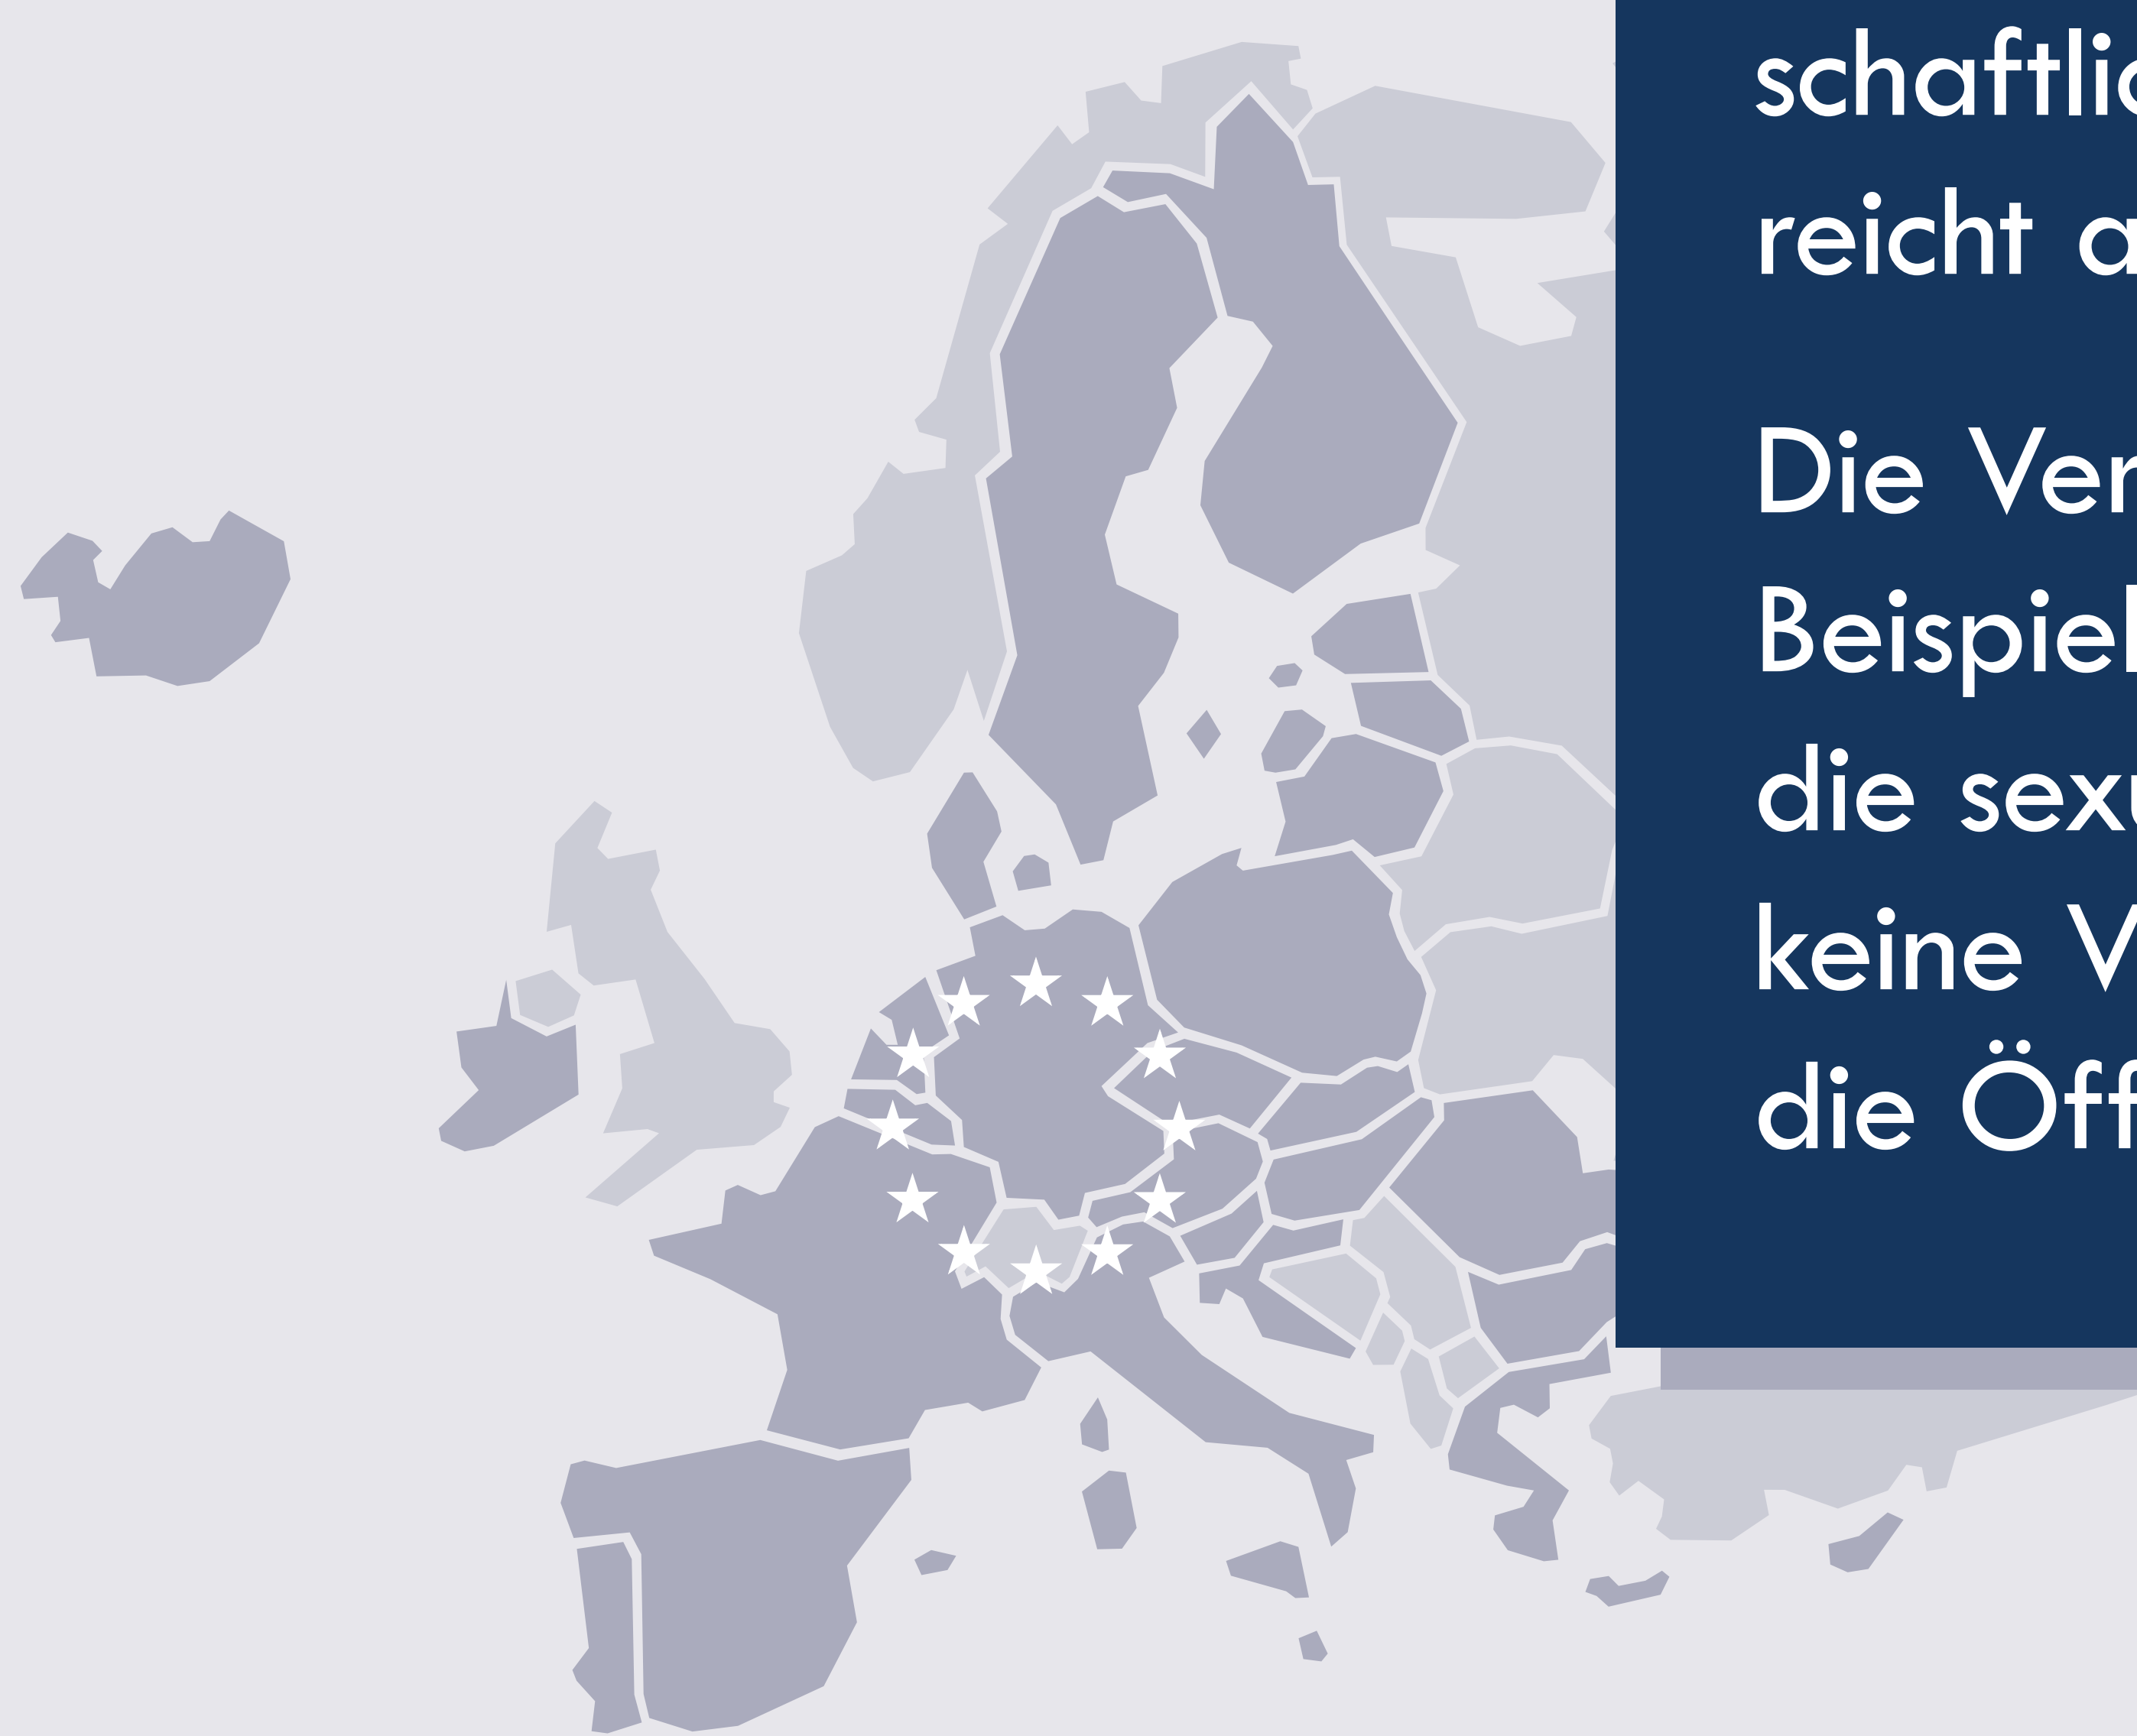 schaftlic
reicht a
Die Ver
Beispiel
die sexu
keine V
die Öff